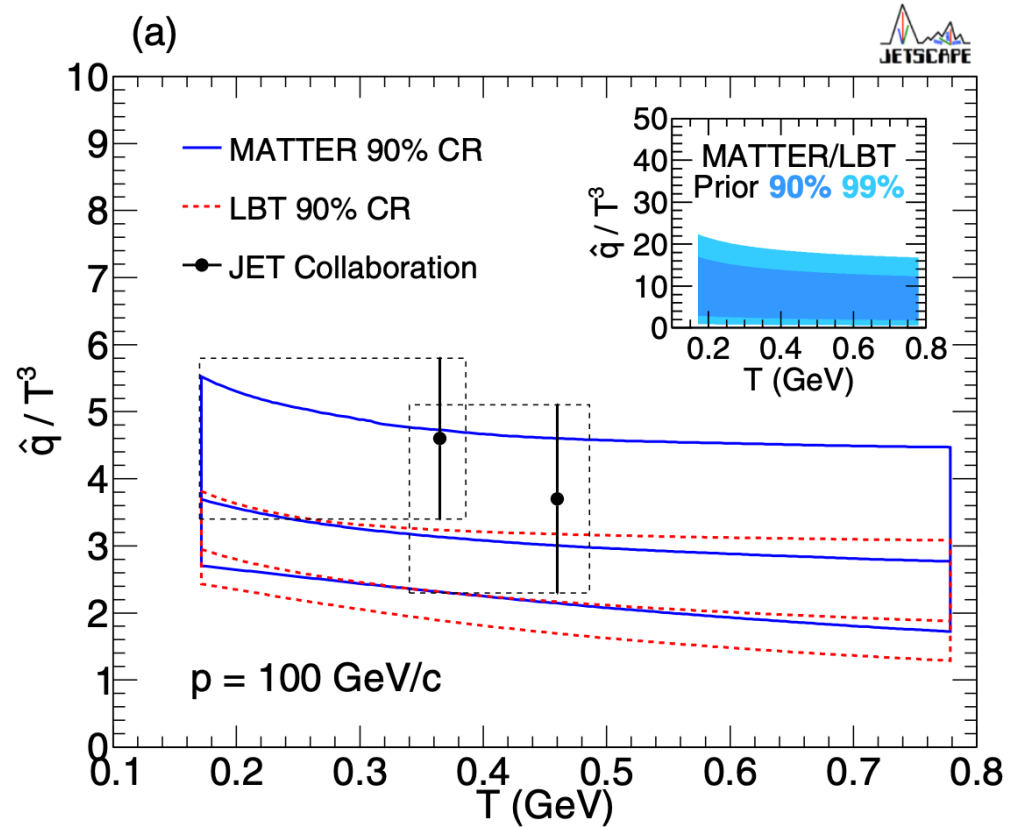 (a)
JETSCAPE
10
9
8
7
6
5
4
3
2
1
0
q̂ / T³
MATTER 90% CR
LBT 90% CR
JET Collaboration
p = 100 GeV/c
0.1 0.2 0.3 0.4 0.5 0.6 0.7 0.8
T (GeV)
50
40
30
20
10
0
q̂ / T³
MATTER/LBT
Prior 90% 99%
0.2 0.4 0.6 0.8
T (GeV)